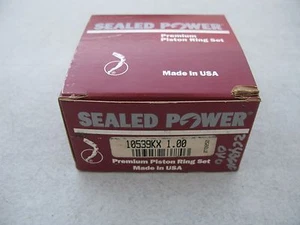 SEALED POWER
Premium
Piston Ring Set
Made in USA
SEALED POWER
10539KX 1.00
Premium Piston Ring Set
Made in USA